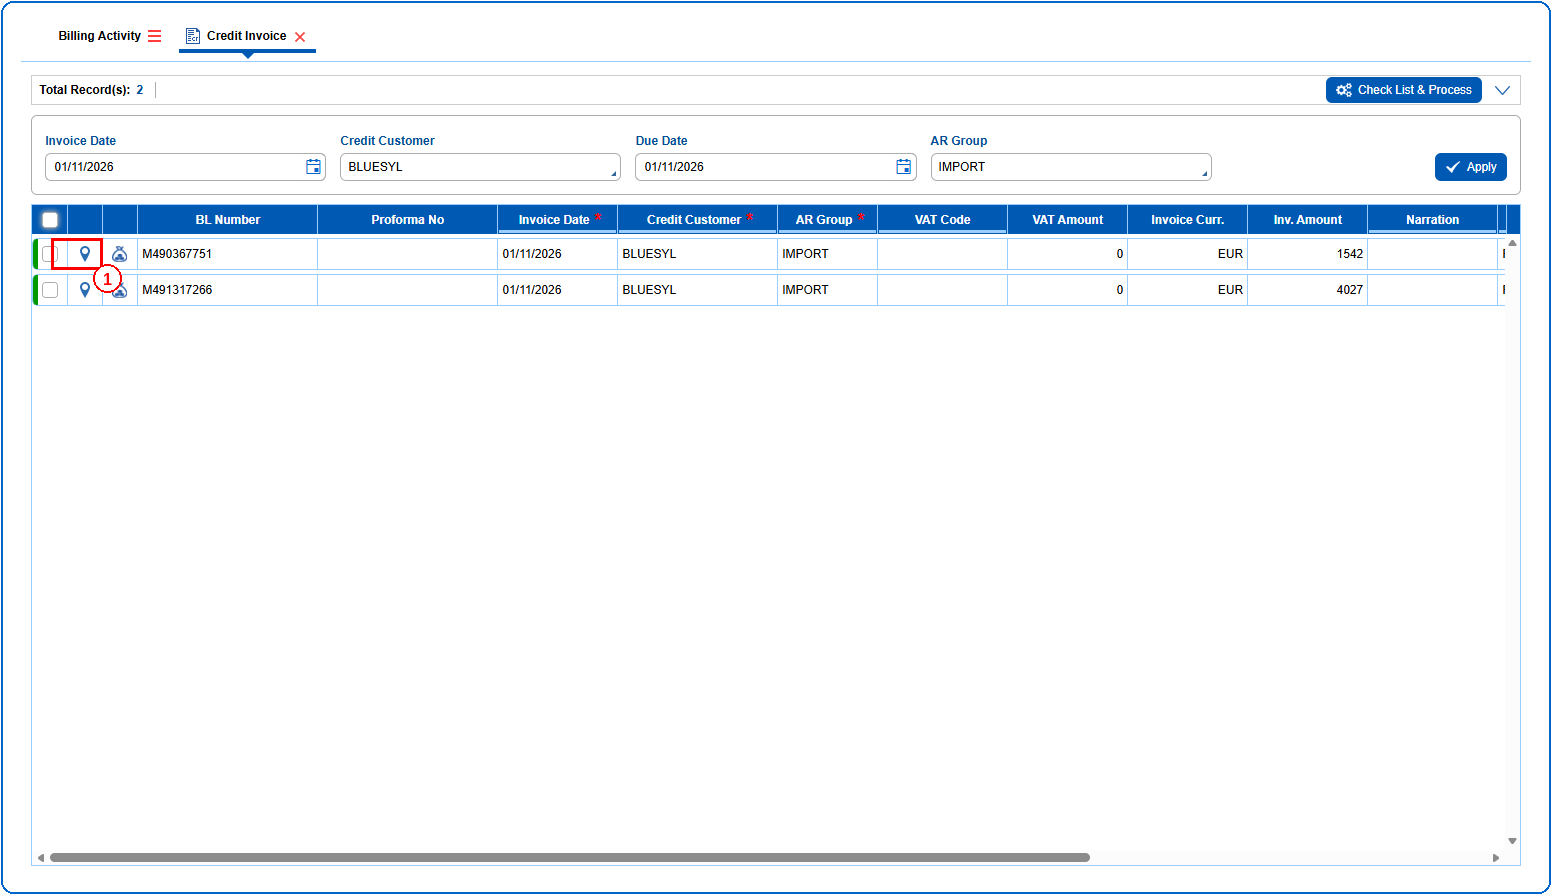 Billing Activity Credit Invoice
Total Record(s): 2 Check List & Process
Invoice Date Credit Customer Due Date AR Group
01/11/2026 BLUESYL 01/11/2026 IMPORT Apply
BL Number Proforma No Invoice Date * Credit Customer * AR Group * VAT Code VAT Amount Invoice Curr. Inv. Amount Narration
M490367751 01/11/2026 BLUESYL IMPORT 0 EUR 1542
1
M491317266 01/11/2026 BLUESYL IMPORT 0 EUR 4027